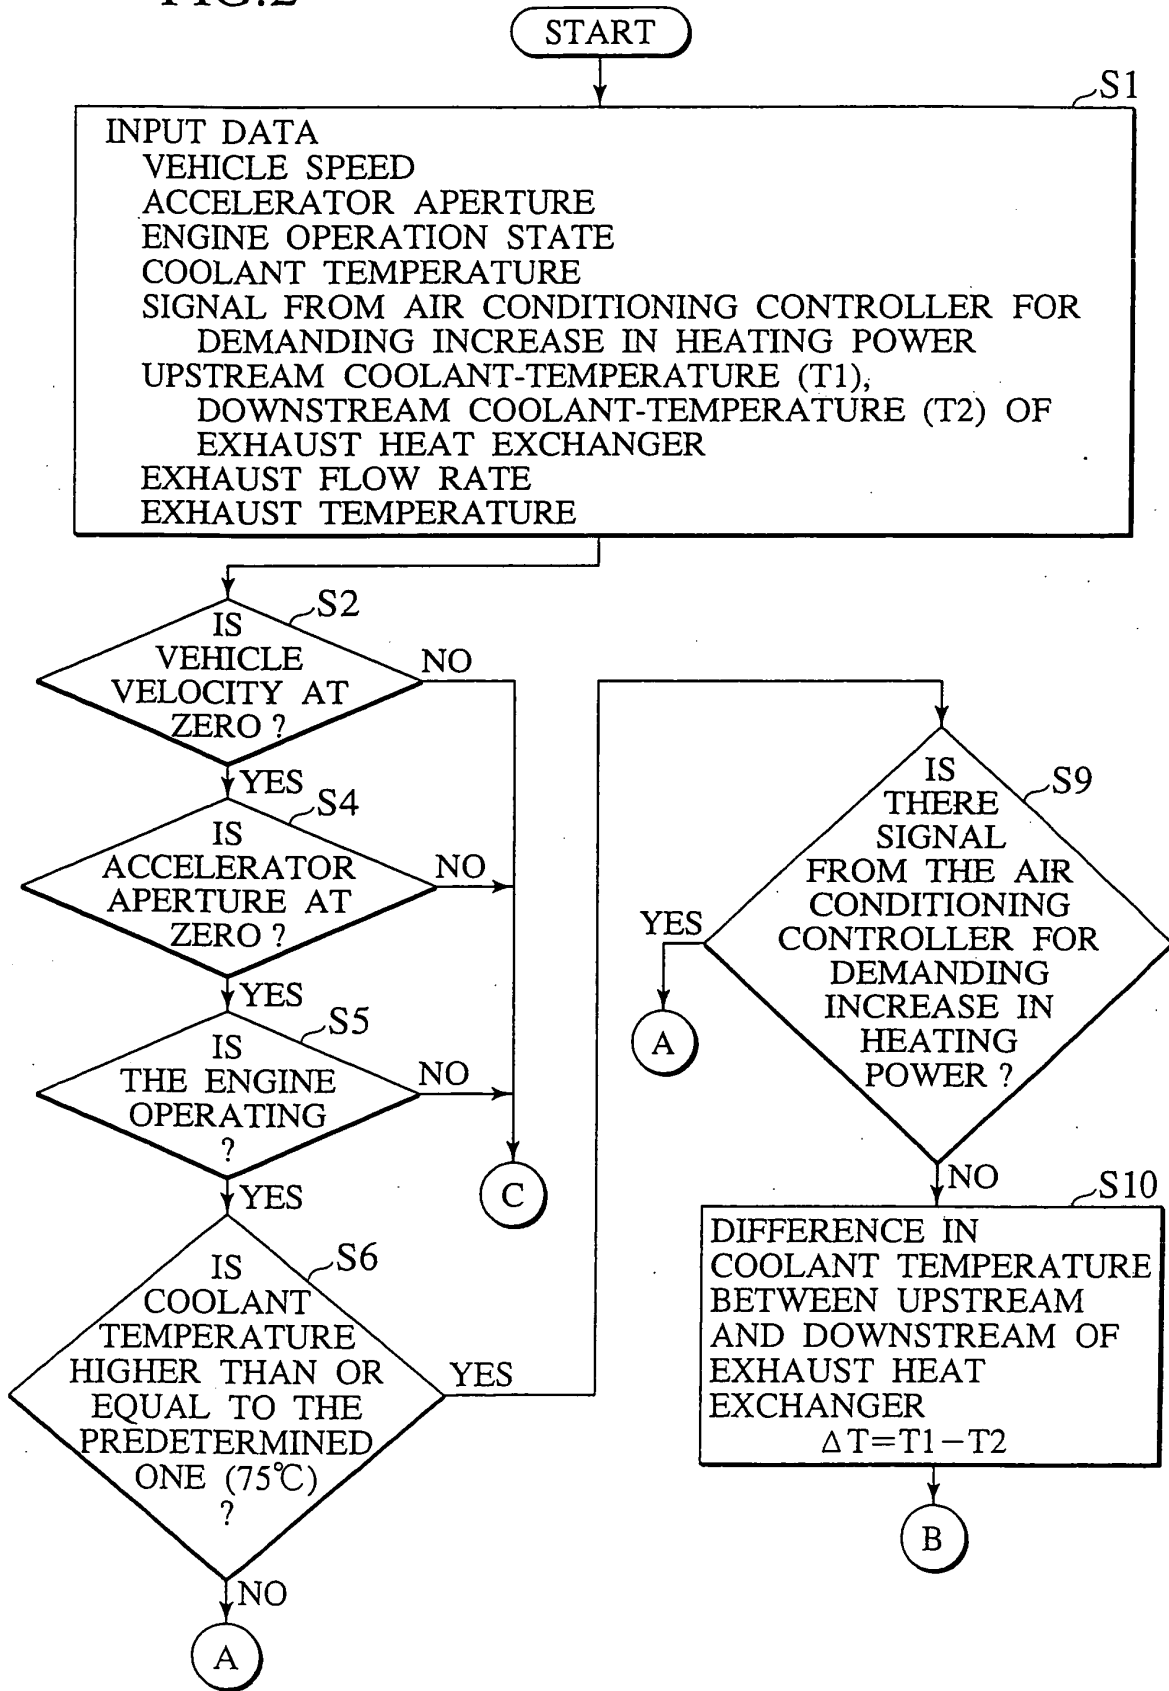 FIG.2
START
S1
INPUT DATA
VEHICLE SPEED
ACCELERATOR APERTURE
ENGINE OPERATION STATE
COOLANT TEMPERATURE
SIGNAL FROM AIR CONDITIONING CONTROLLER FOR
DEMANDING INCREASE IN HEATING POWER
UPSTREAM COOLANT-TEMPERATURE (T1),
DOWNSTREAM COOLANT-TEMPERATURE (T2) OF
EXHAUST HEAT EXCHANGER
EXHAUST FLOW RATE
EXHAUST TEMPERATURE
S2
IS
VEHICLE
VELOCITY AT
ZERO ?
NO
YES
S4
IS
ACCELERATOR
APERTURE AT
ZERO ?
NO
YES
S5
IS
THE ENGINE
OPERATING
?
NO
YES
C
S6
IS
COOLANT
TEMPERATURE
HIGHER THAN OR
EQUAL TO THE
PREDETERMINED
ONE (75℃)
?
YES
NO
A
S9
IS
THERE
SIGNAL
FROM THE AIR
CONDITIONING
CONTROLLER FOR
DEMANDING
INCREASE IN
HEATING
POWER ?
YES
A
NO
S10
DIFFERENCE IN
COOLANT TEMPERATURE
BETWEEN UPSTREAM
AND DOWNSTREAM OF
EXHAUST HEAT
EXCHANGER
ΔT=T1−T2
B